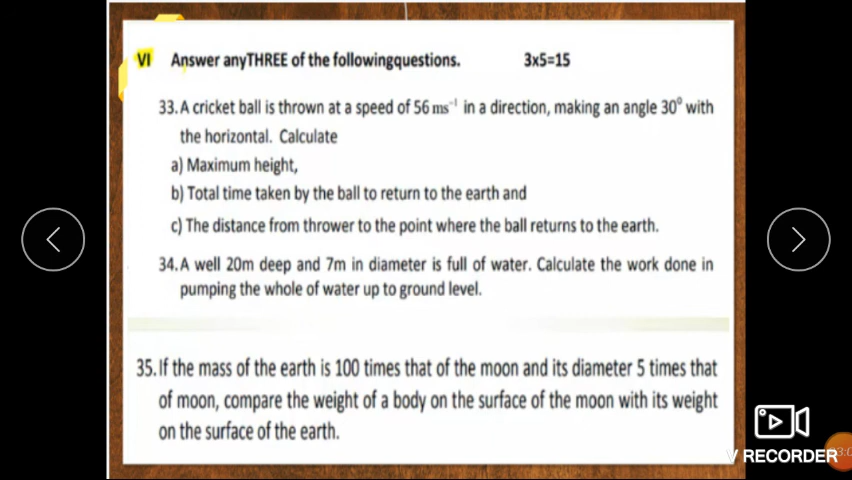 VI Answer anyTHREE of the followingquestions. 3x5=15
33. A cricket ball is thrown at a speed of 56 ms⁻¹ in a direction, making an angle 30⁰ with
the horizontal. Calculate
a) Maximum height,
b) Total time taken by the ball to return to the earth and
c) The distance from thrower to the point where the ball returns to the earth.
34. A well 20m deep and 7m in diameter is full of water. Calculate the work done in
pumping the whole of water up to ground level.
35. If the mass of the earth is 100 times that of the moon and its diameter 5 times that
of moon, compare the weight of a body on the surface of the moon with its weight
on the surface of the earth.
V RECORDER